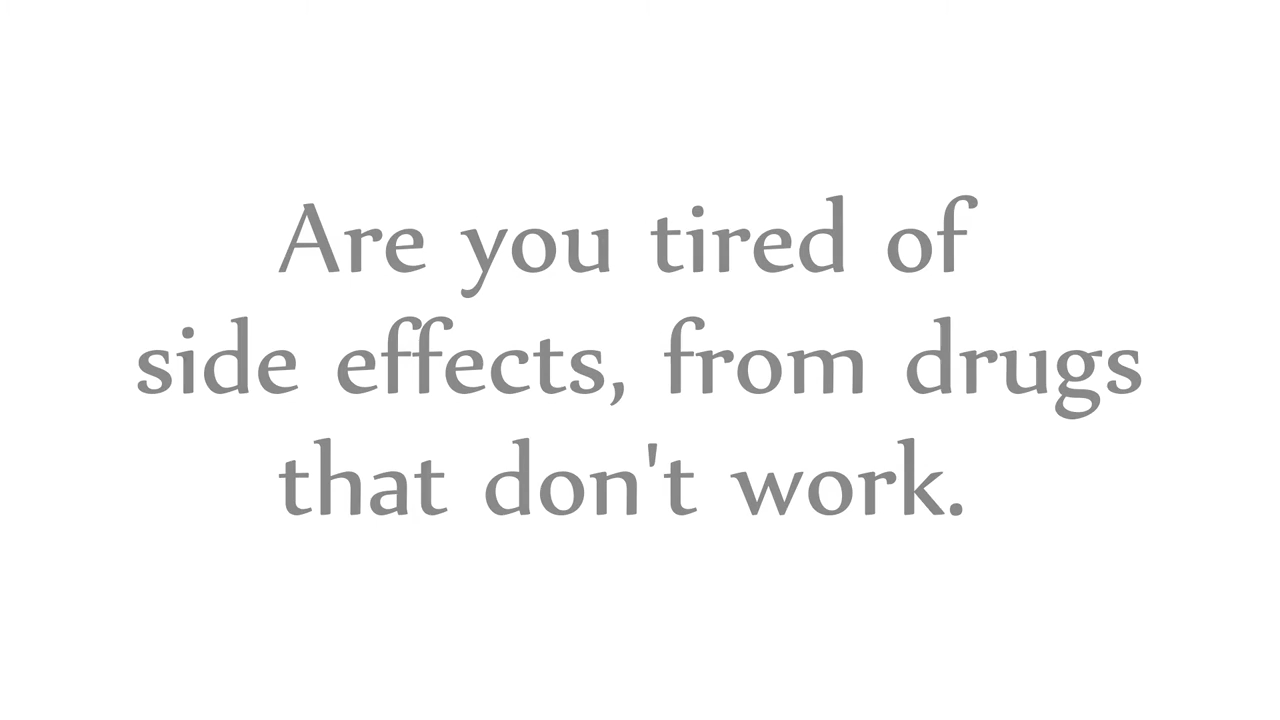 Are you tired of
side effects, from drugs
that don't work.